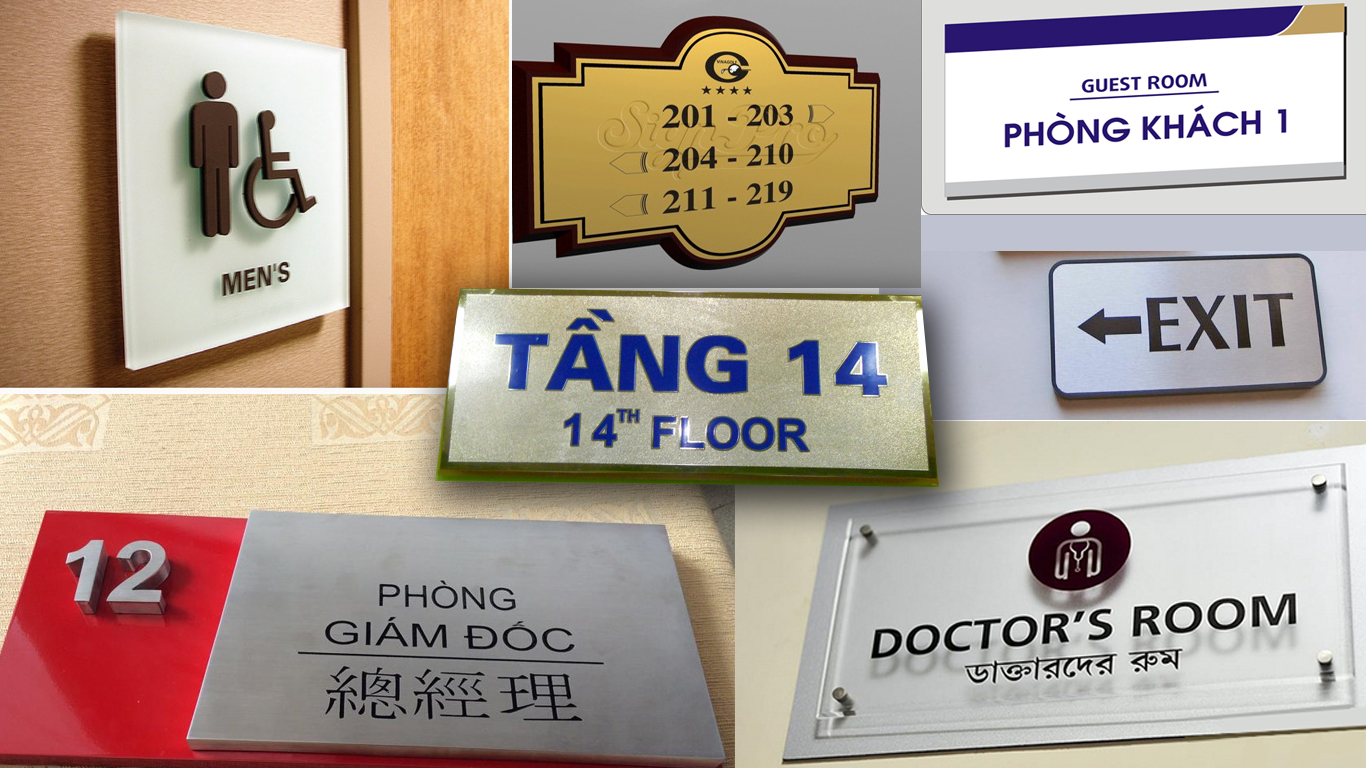 MEN'S
VINAGOLF
201 - 203
204 - 210
211 - 219
GUEST ROOM
PHÒNG KHÁCH 1
EXIT
TẦNG 14
14TH FLOOR
12
PHÒNG
GIÁM ĐỐC
總經理
DOCTOR'S ROOM
ডাক্তারদের রুম